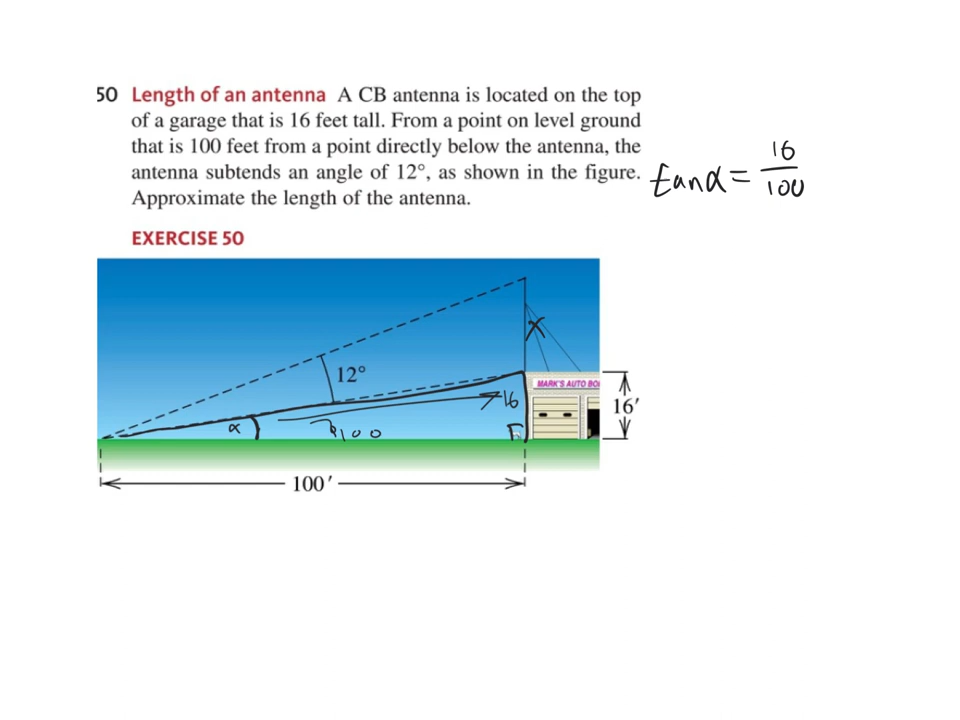 50 Length of an antenna A CB antenna is located on the top
of a garage that is 16 feet tall. From a point on level ground
that is 100 feet from a point directly below the antenna, the
antenna subtends an angle of 12°, as shown in the figure.
Approximate the length of the antenna.
tanα = 16/100
EXERCISE 50
x
12°
MARK'S AUTO BO
16
16′
α
100
100′